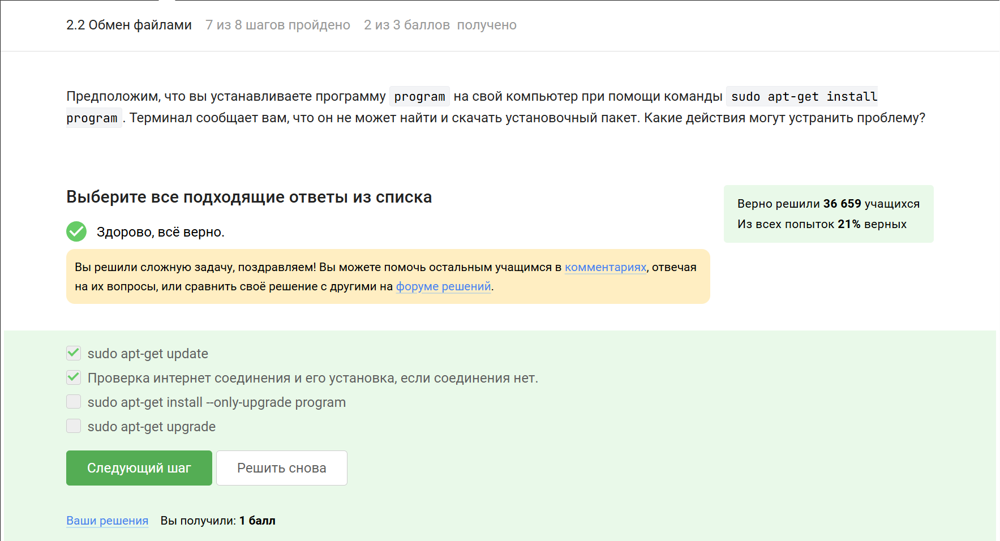 2.2 Обмен файлами 7 из 8 шагов пройдено 2 из 3 баллов получено
Предположим, что вы устанавливаете программу program на свой компьютер при помощи команды sudo apt-get install
program. Терминал сообщает вам, что он не может найти и скачать установочный пакет. Какие действия могут устранить проблему?
Выберите все подходящие ответы из списка
Здорово, всё верно.
Верно решили 36 659 учащихся
Из всех попыток 21% верных
Вы решили сложную задачу, поздравляем! Вы можете помочь остальным учащимся в комментариях, отвечая
на их вопросы, или сравнить своё решение с другими на форуме решений.
sudo apt-get update
Проверка интернет соединения и его установка, если соединения нет.
sudo apt-get install --only-upgrade program
sudo apt-get upgrade
Следующий шаг Решить снова
Ваши решения Вы получили: 1 балл